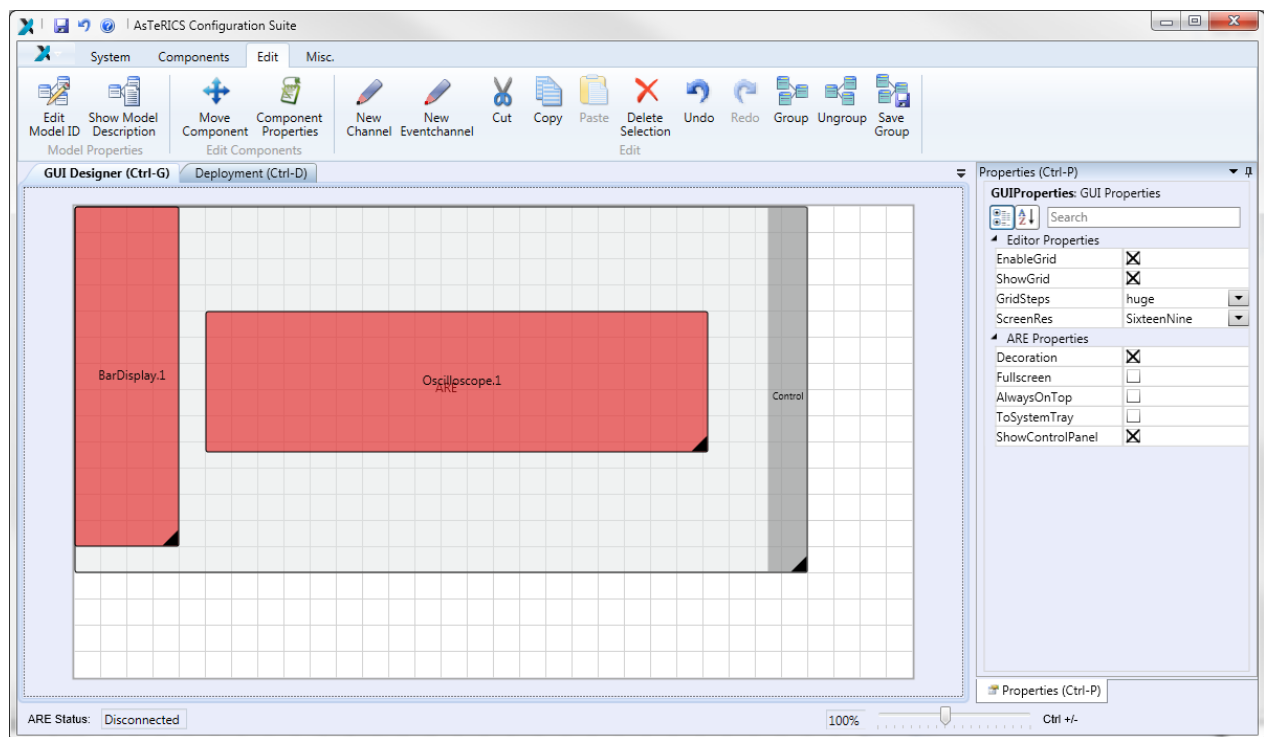 AsTeRICS Configuration Suite
System Components Edit Misc.
Edit Model ID
Show Model Description
Move Component
Component Properties
New Channel
New Eventchannel
Cut
Copy
Paste
Delete Selection
Undo
Redo
Group
Ungroup
Save Group
Model Properties
Edit Components
Edit
GUI Designer (Ctrl-G)
Deployment (Ctrl-D)
BarDisplay.1
Oscilloscope.1
ARE
Control
Properties (Ctrl-P)
GUIProperties: GUI Properties
Search
Editor Properties
EnableGrid
ShowGrid
GridSteps huge
ScreenRes SixteenNine
ARE Properties
Decoration
Fullscreen
AlwaysOnTop
ToSystemTray
ShowControlPanel
Properties (Ctrl-P)
ARE Status: Disconnected
100%
Ctrl +/-